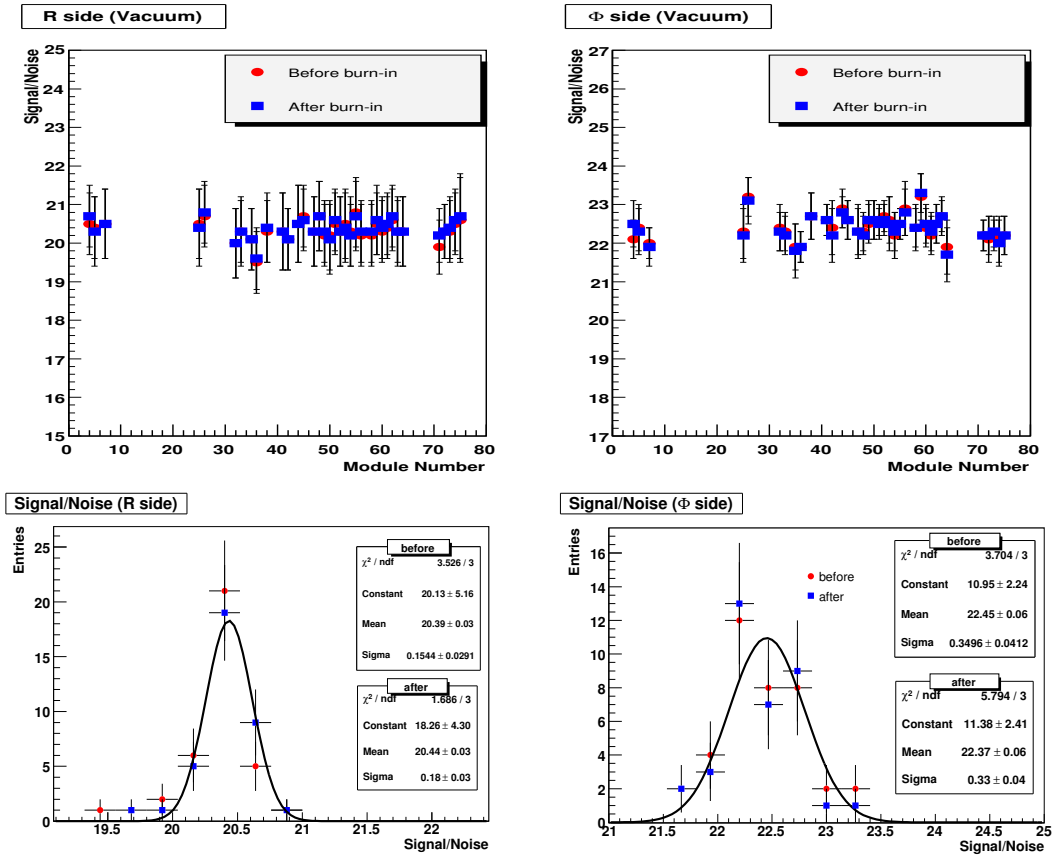 R side (Vacuum)
Signal/Noise
25
24
23
22
21
20
19
18
17
16
15
Before burn-in
After burn-in
0 10 20 30 40 50 60 70 80
Module Number
Φ side (Vacuum)
Signal/Noise
27
26
25
24
23
22
21
20
19
18
17
Before burn-in
After burn-in
0 10 20 30 40 50 60 70 80
Module Number
Signal/Noise (R side)
Entries
25
20
15
10
5
0
before
χ² / ndf 3.526 / 3
Constant 20.13 ± 5.16
Mean 20.39 ± 0.03
Sigma 0.1544 ± 0.0291
after
χ² / ndf 1.686 / 3
Constant 18.26 ± 4.30
Mean 20.44 ± 0.03
Sigma 0.18 ± 0.03
19.5 20 20.5 21 21.5 22
Signal/Noise
Signal/Noise (Φ side)
Entries
16
14
12
10
8
6
4
2
0
before
after
before
χ² / ndf 3.704 / 3
Constant 10.95 ± 2.24
Mean 22.45 ± 0.06
Sigma 0.3496 ± 0.0412
after
χ² / ndf 5.794 / 3
Constant 11.38 ± 2.41
Mean 22.37 ± 0.06
Sigma 0.33 ± 0.04
21 21.5 22 22.5 23 23.5 24 24.5 25
Signal/Noise